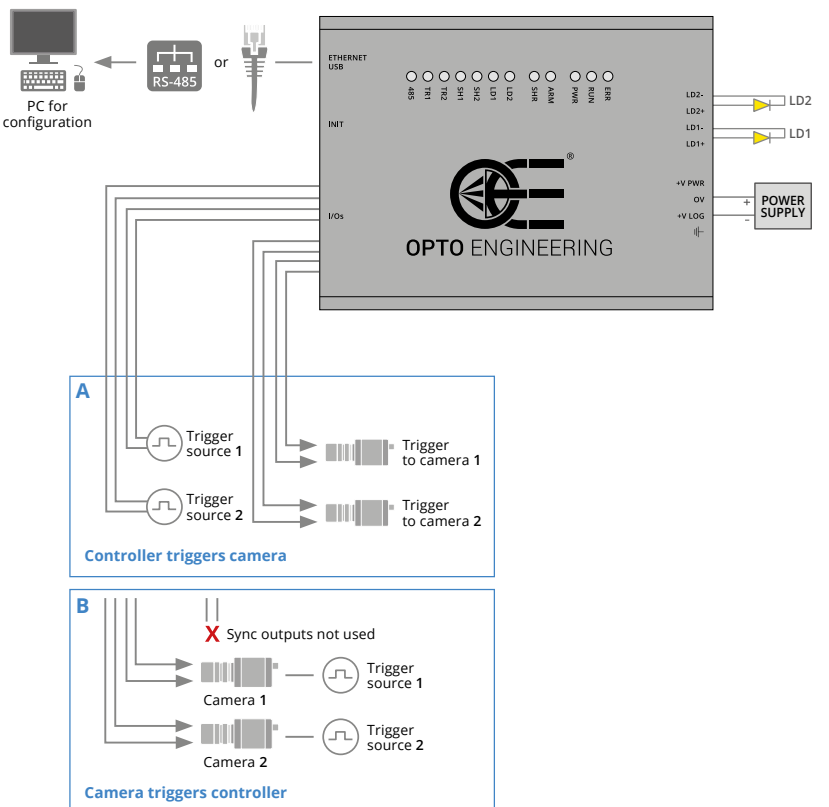 PC for
configuration
RS-485
or
ETHERNET
USB
INIT
I/Os
485
TR1
TR2
SH1
SH2
LD1
LD2
SHR
ARM
PWR
RUN
ERR
®
OPTO ENGINEERING
LD2-
LD2+
LD1-
LD1+
LD2
LD1
+V PWR
0V
+V LOG
+
-
POWER
SUPPLY
A
Trigger
source 1
Trigger
source 2
Trigger
to camera 1
Trigger
to camera 2
Controller triggers camera
B
X Sync outputs not used
Camera 1
Trigger
source 1
Camera 2
Trigger
source 2
Camera triggers controller